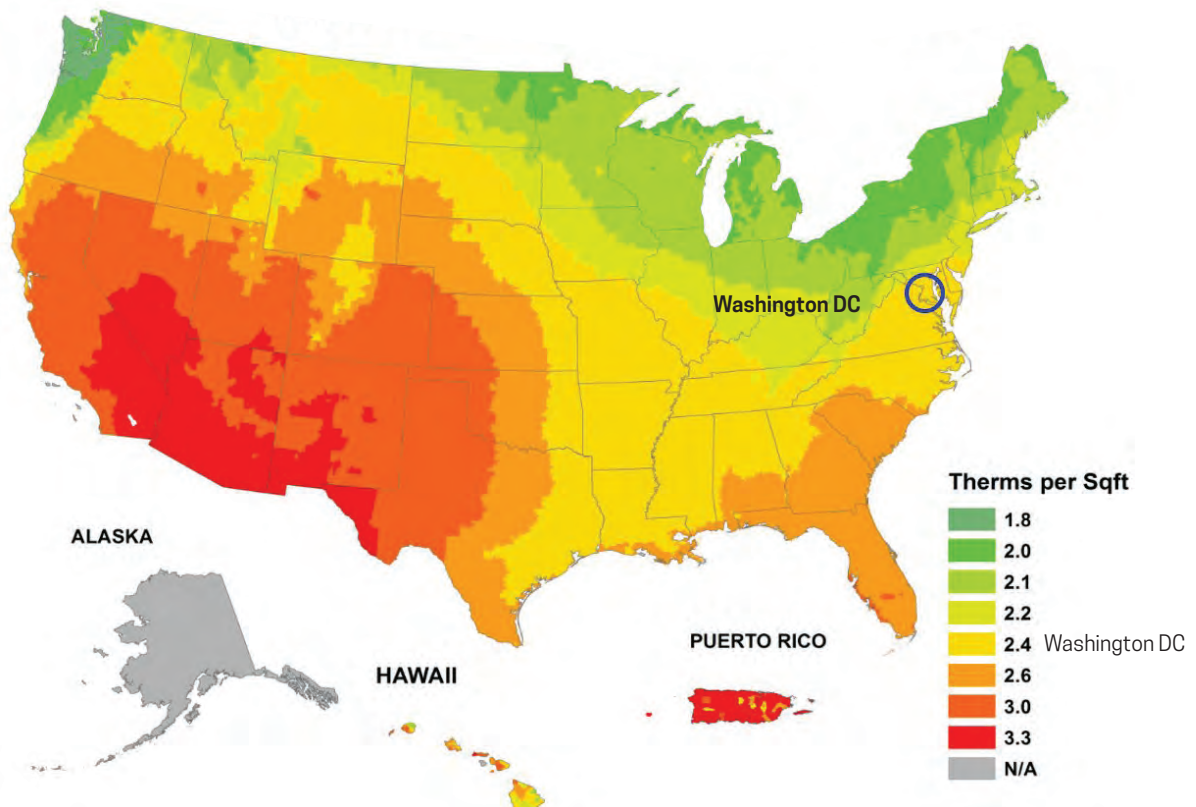 Washington DC
Therms per Sqft
1.8
ALASKA
2.0
2.1
2.2
PUERTO RICO
2.4 Washington DC
HAWAII
2.6
3.0
3.3
N/A